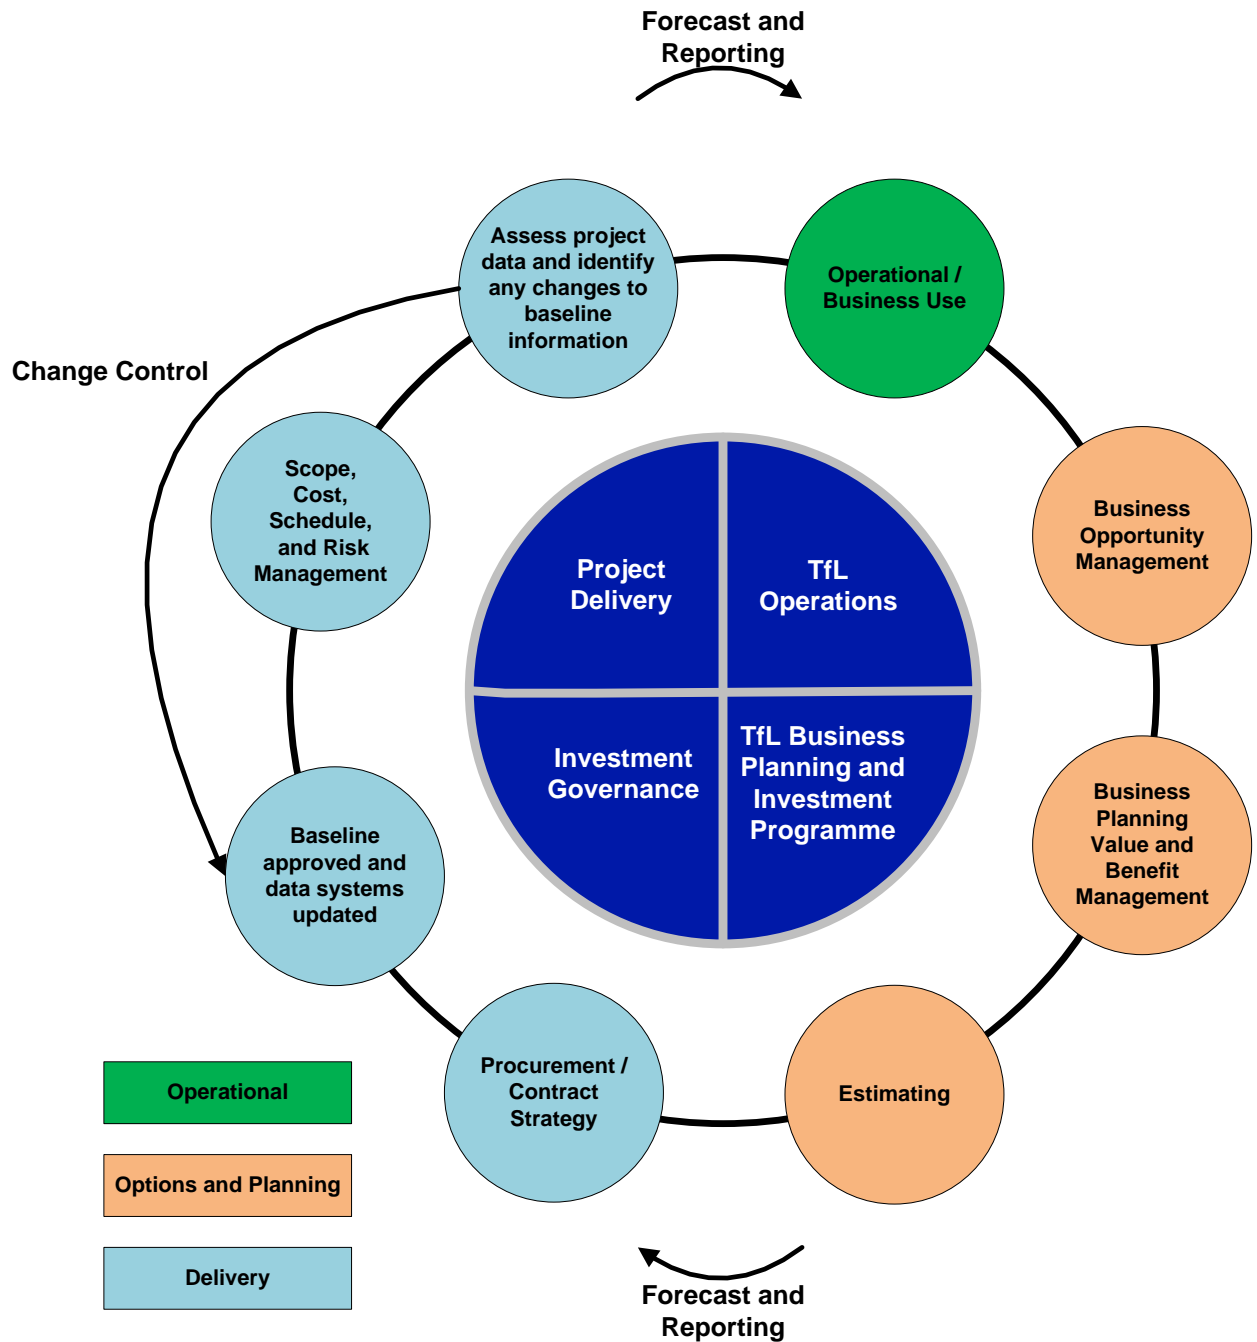 Forecast and
Reporting
Assess project
data and identify
any changes to
baseline
information
Operational /
Business Use
Change Control
Scope,
Cost,
Schedule,
and Risk
Management
Business
Opportunity
Management
Project
Delivery
TfL
Operations
Investment
Governance
TfL Business
Planning and
Investment
Programme
Business
Planning
Value and
Benefit
Management
Baseline
approved and
data systems
updated
Procurement /
Contract
Strategy
Estimating
Operational
Options and Planning
Delivery
Forecast and
Reporting